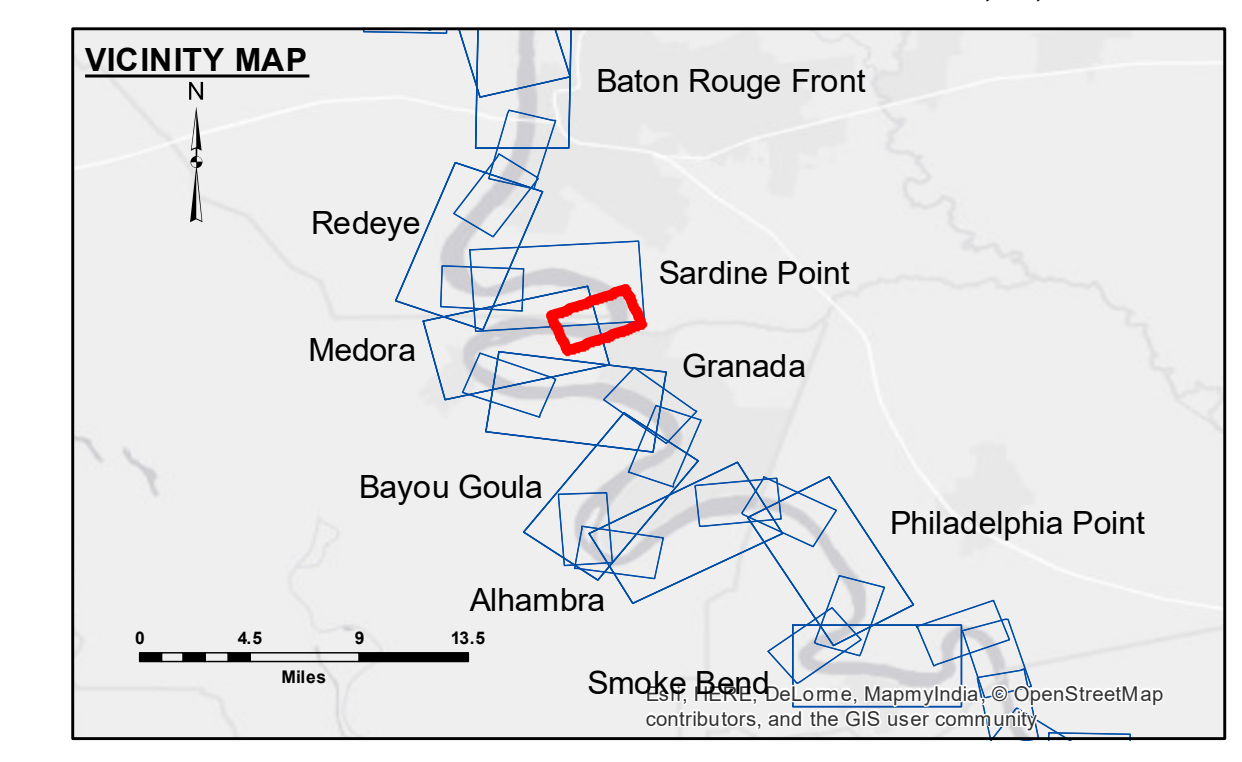 VICINITY MAP
N
Baton Rouge Front
Redeye
Sardine Point
Medora
Granada
Bayou Goula
Philadelphia Point
Alhambra
0 4.5 9 13.5
Miles
Smoke Bend
Esri, HERE, DeLorme, MapmyIndia, © OpenStreetMap
contributors, and the GIS user community